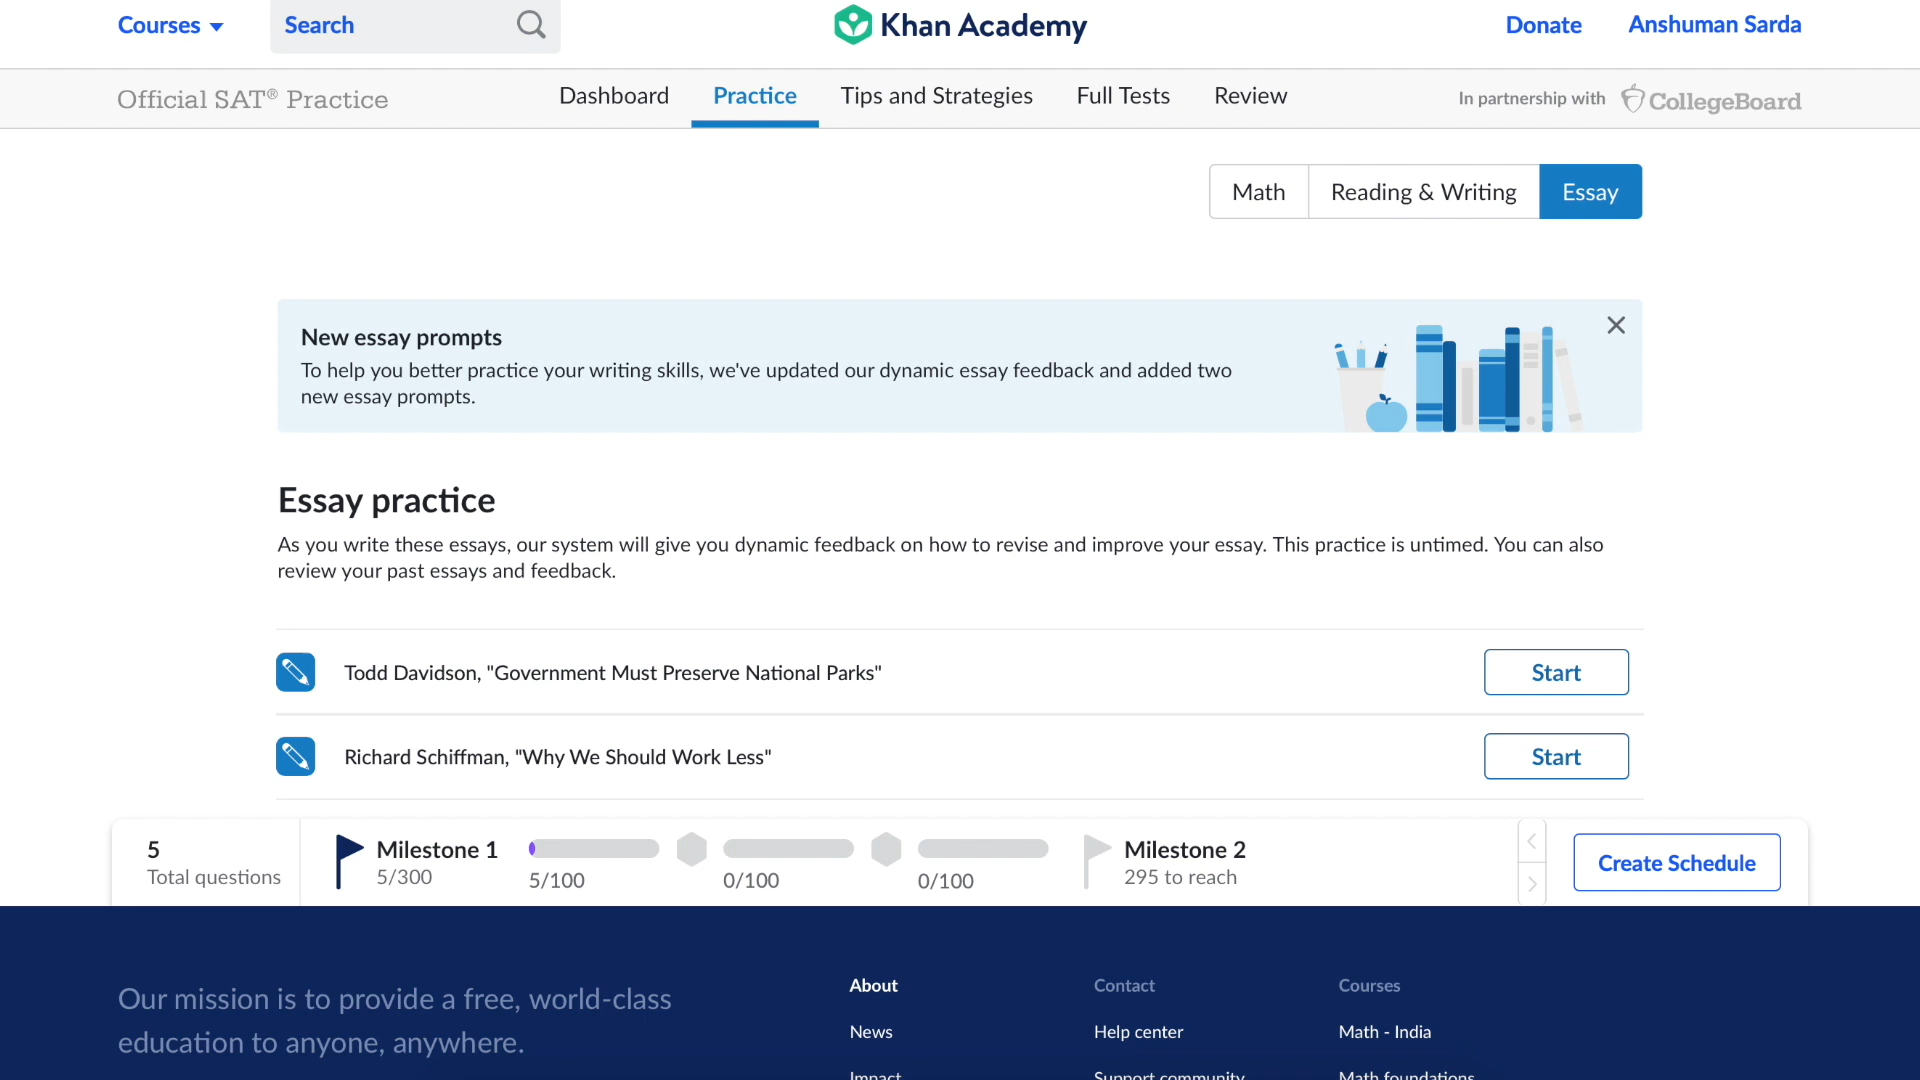 Courses
Search
Khan Academy
Donate
Anshuman Sarda
Official SAT® Practice
Dashboard
Practice
Tips and Strategies
Full Tests
Review
In partnership with
CollegeBoard
Math
Reading & Writing
Essay
New essay prompts
To help you better practice your writing skills, we've updated our dynamic essay feedback and added two
new essay prompts.
Essay practice
As you write these essays, our system will give you dynamic feedback on how to revise and improve your essay. This practice is untimed. You can also
review your past essays and feedback.
Todd Davidson, "Government Must Preserve National Parks"
Start
Richard Schiffman, "Why We Should Work Less"
Start
5
Total questions
Milestone 1
5/300
5/100
0/100
0/100
Milestone 2
295 to reach
Create Schedule
Our mission is to provide a free, world-class
education to anyone, anywhere.
About
News
Impact
Contact
Help center
Support community
Courses
Math - India
Math foundations